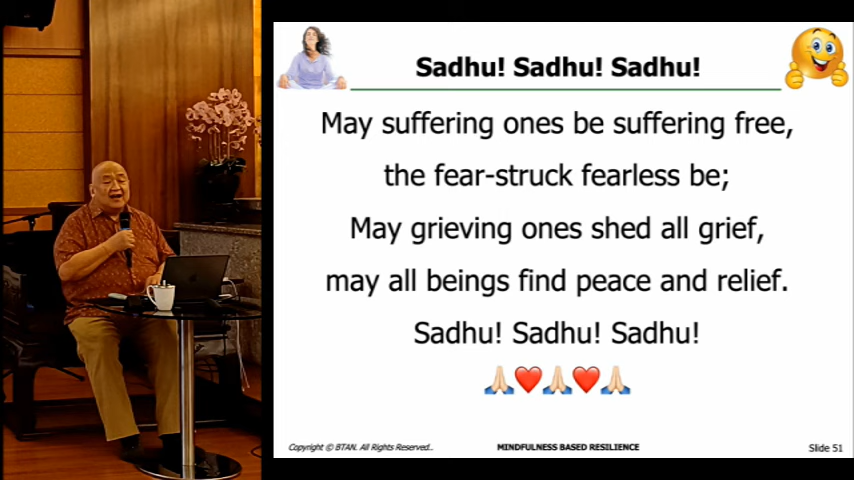 Sadhu! Sadhu! Sadhu!
May suffering ones be suffering free,
the fear-struck fearless be;
May grieving ones shed all grief,
may all beings find peace and relief.
Sadhu! Sadhu! Sadhu!
🙏🏻❤️🙏🏻❤️🙏🏻
Copyright © BTAN. All Rights Reserved..
MINDFULNESS BASED RESILIENCE
Slide 51